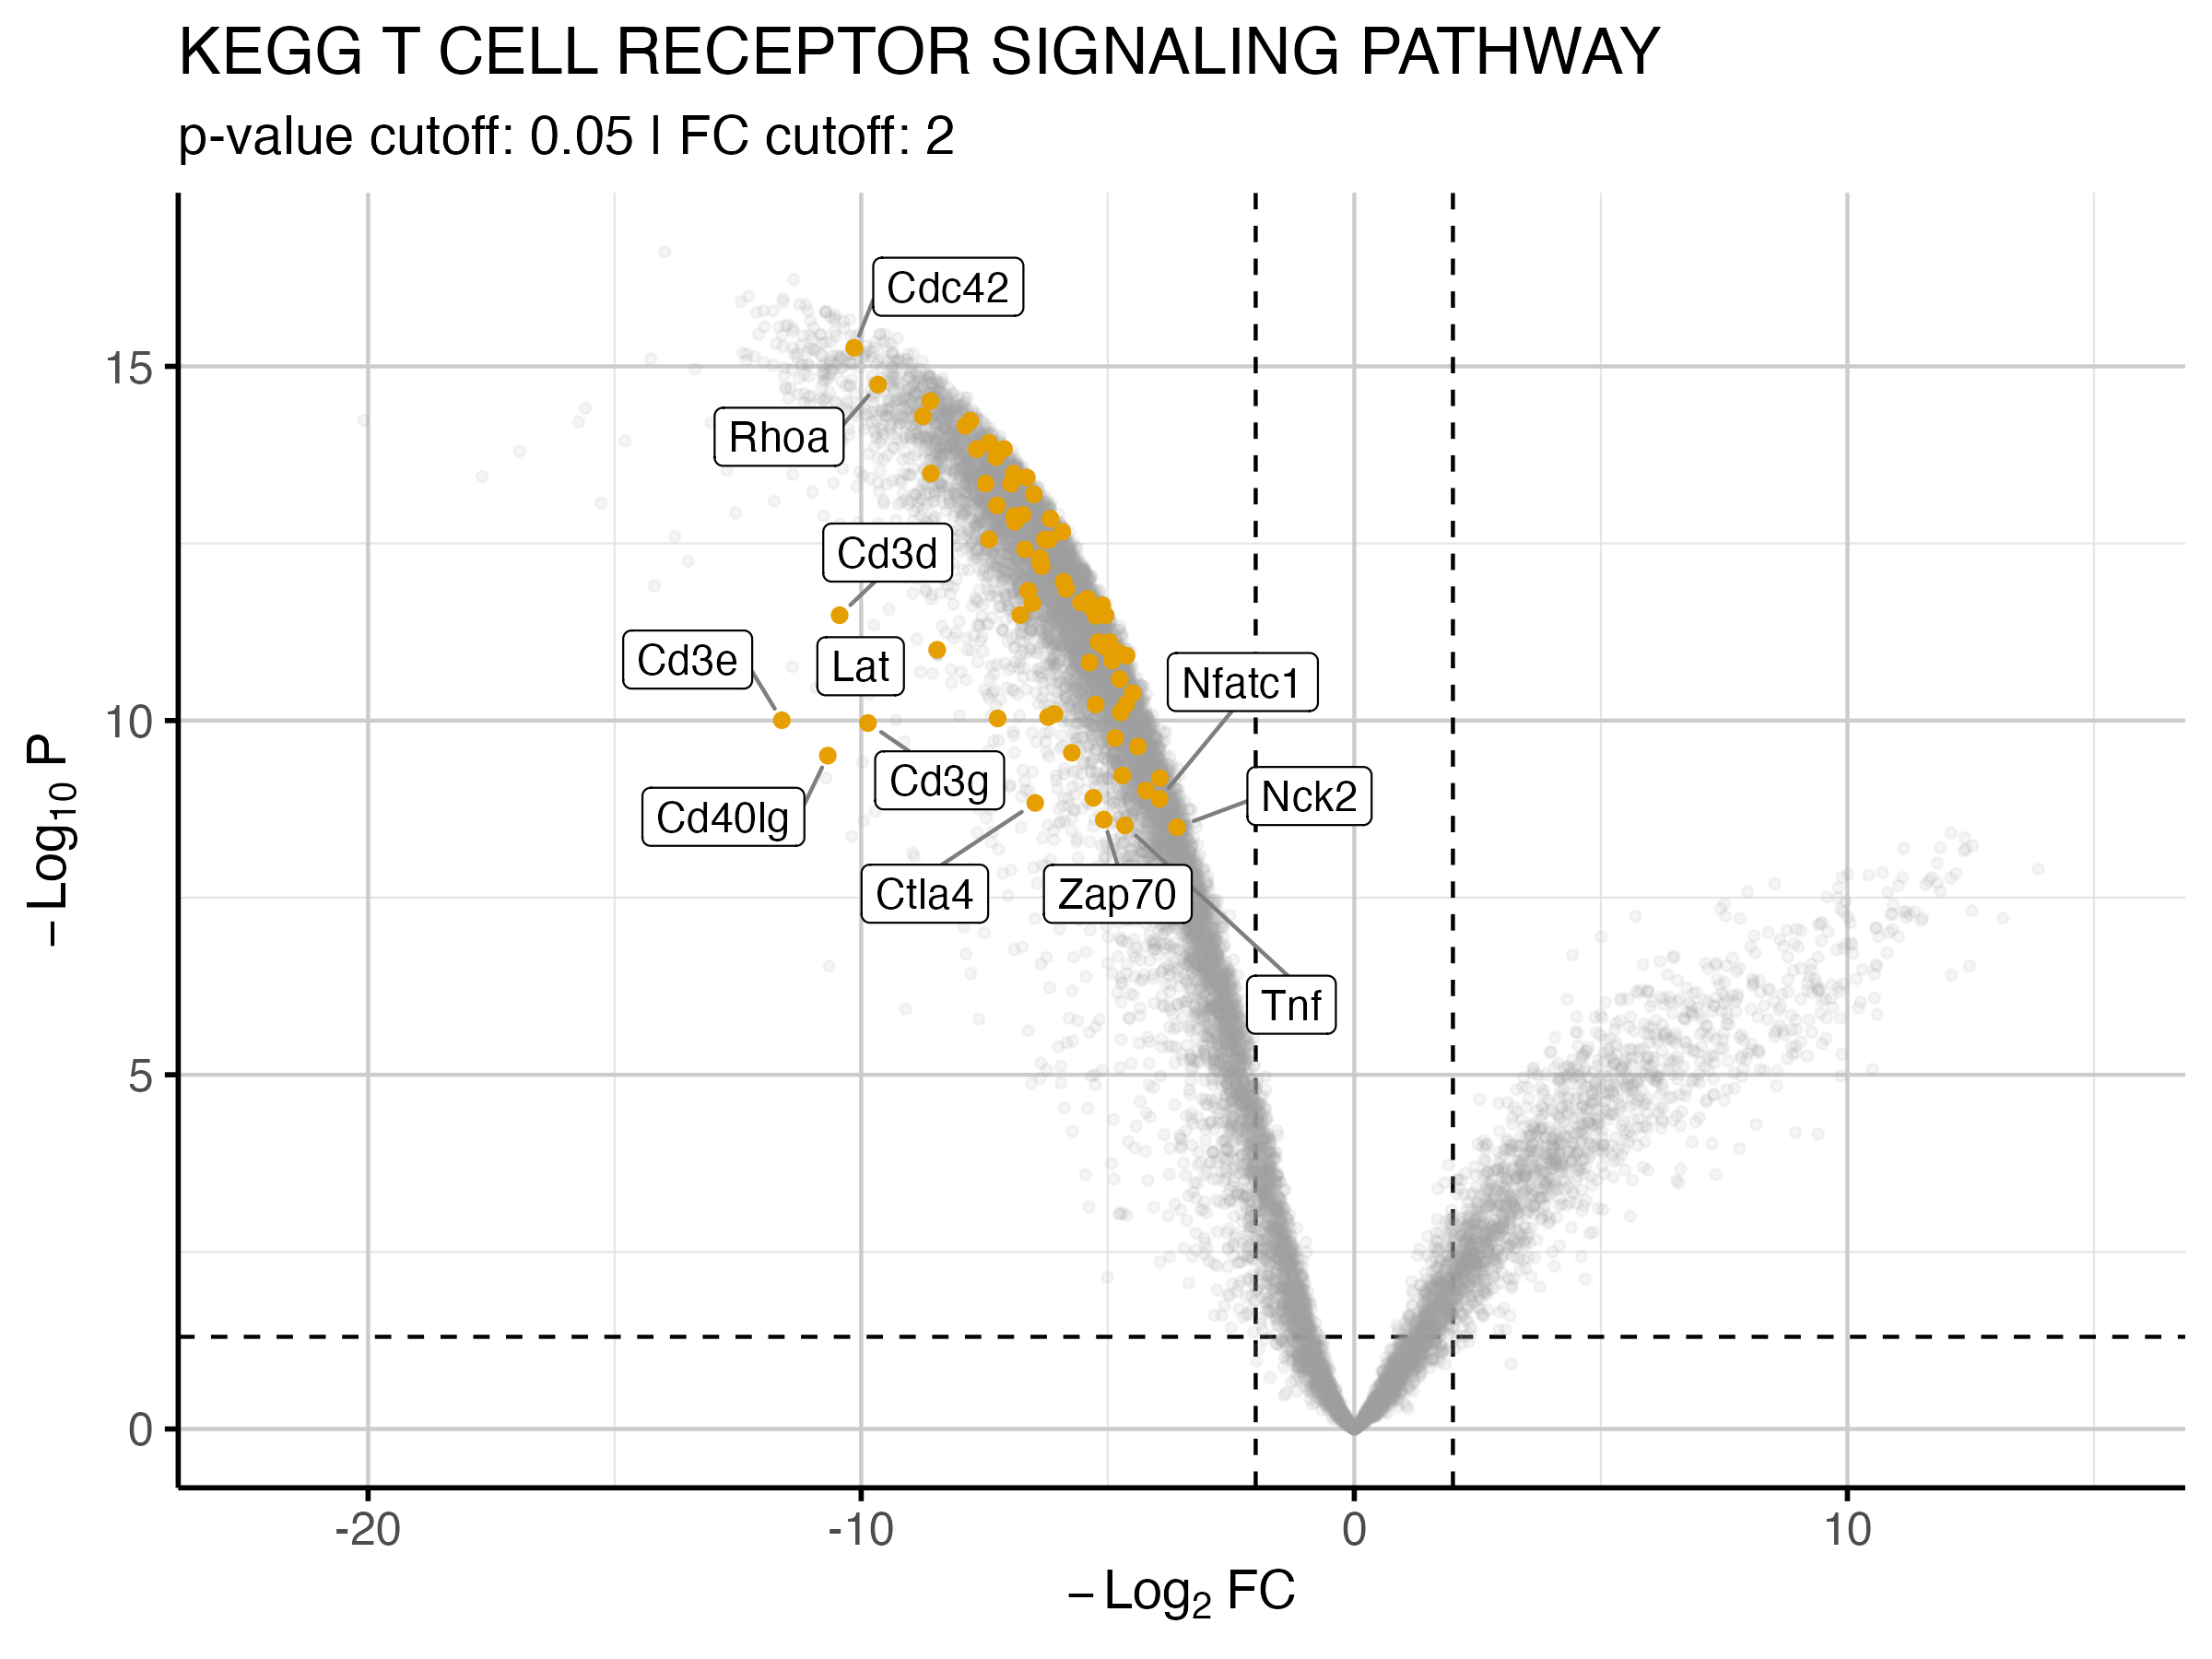 KEGG T CELL RECEPTOR SIGNALING PATHWAY
p-value cutoff: 0.05 | FC cutoff: 2
Cdc42
15
Rhoa
Cd3d
Cd3e
Lat
Nfatc1
10
Cd3g
Nck2
Cd40lg
Ctla4
Zap70
Tnf
5
0
− Log10 P
-20
-10
0
10
− Log2 FC